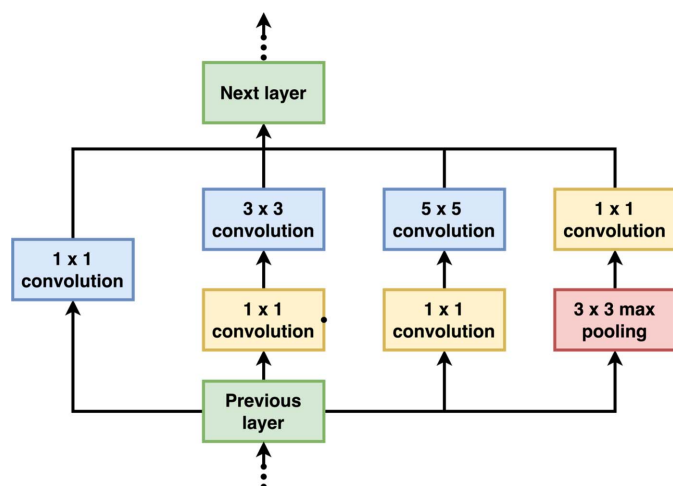 Next layer
3 x 3
convolution
5 x 5
convolution
1 x 1
convolution
1 x 1
convolution
1 x 1
convolution
1 x 1
convolution
3 x 3 max
pooling
Previous
layer